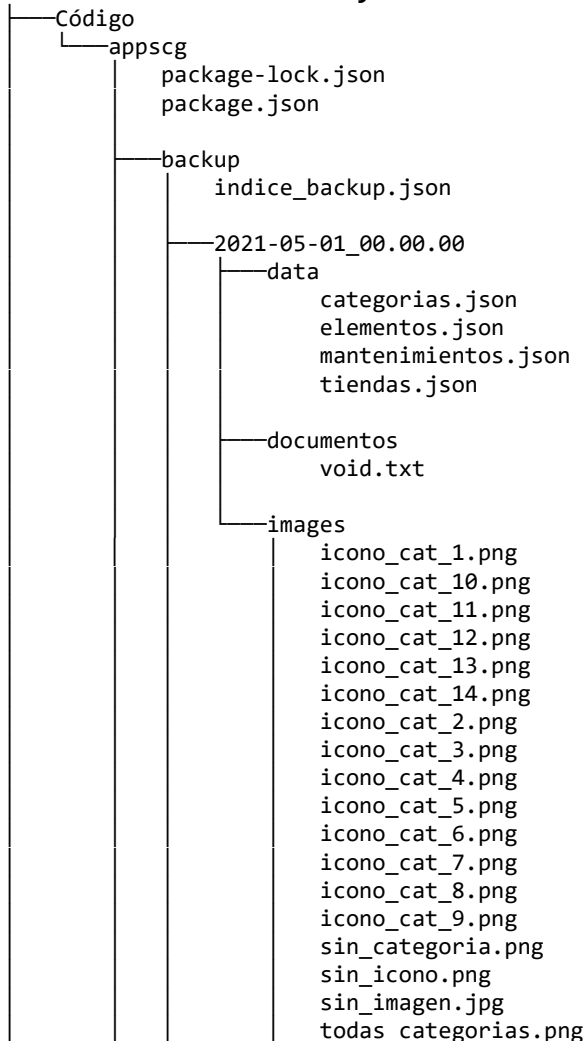 Código
appscg
package-lock.json
package.json
backup
indice_backup.json
2021-05-01_00.00.00
data
categorias.json
elementos.json
mantenimientos.json
tiendas.json
documentos
void.txt
images
icono_cat_1.png
icono_cat_10.png
icono_cat_11.png
icono_cat_12.png
icono_cat_13.png
icono_cat_14.png
icono_cat_2.png
icono_cat_3.png
icono_cat_4.png
icono_cat_5.png
icono_cat_6.png
icono_cat_7.png
icono_cat_8.png
icono_cat_9.png
sin_categoria.png
sin_icono.png
sin_imagen.jpg
todas_categorias.png